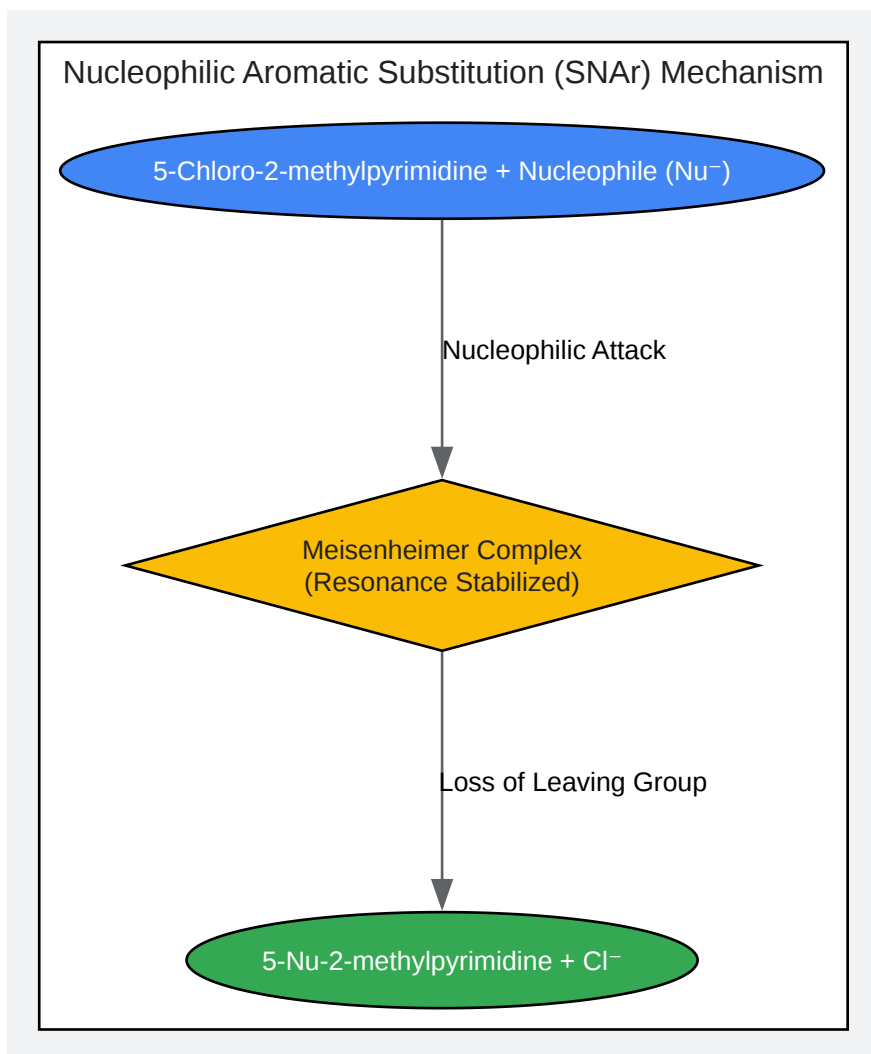 Nucleophilic Aromatic Substitution (SNAr) Mechanism
5-Chloro-2-methylpyrimidine + Nucleophile (Nu⁻)
Nucleophilic Attack
Meisenheimer Complex
(Resonance Stabilized)
Loss of Leaving Group
5-Nu-2-methylpyrimidine + Cl⁻